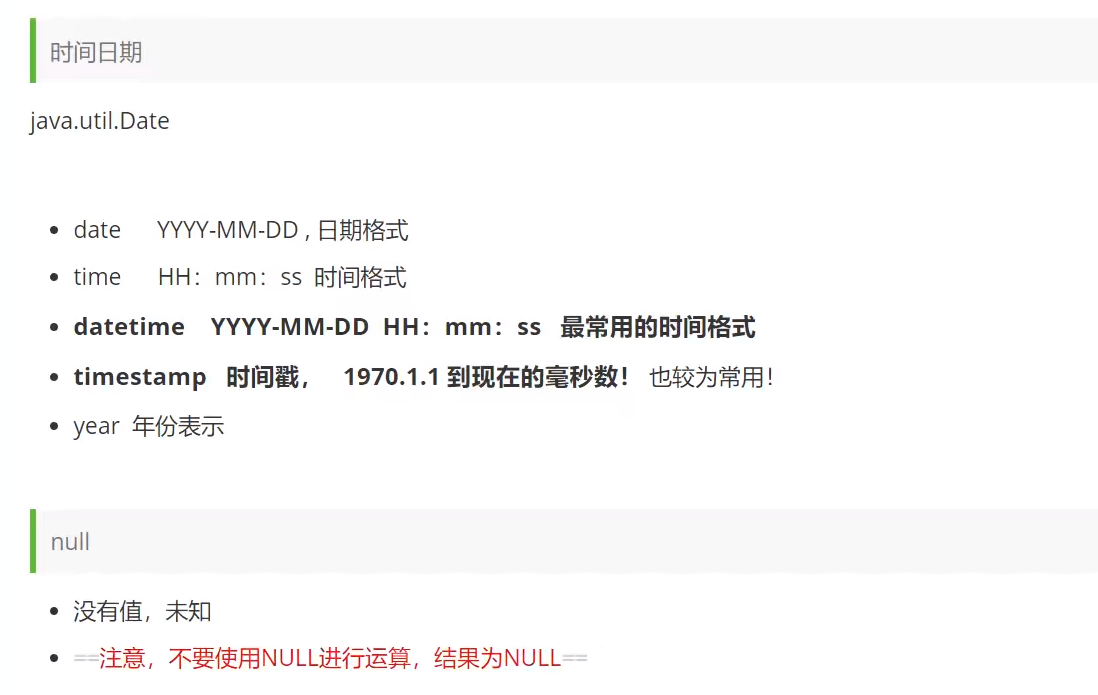 时间日期
java.util.Date
date YYYY-MM-DD , 日期格式
time HH：mm：ss 时间格式
datetime YYYY-MM-DD HH：mm：ss 最常用的时间格式
timestamp 时间戳， 1970.1.1 到现在的毫秒数！ 也较为常用！
year 年份表示
null
没有值，未知
==注意，不要使用NULL进行运算，结果为NULL==